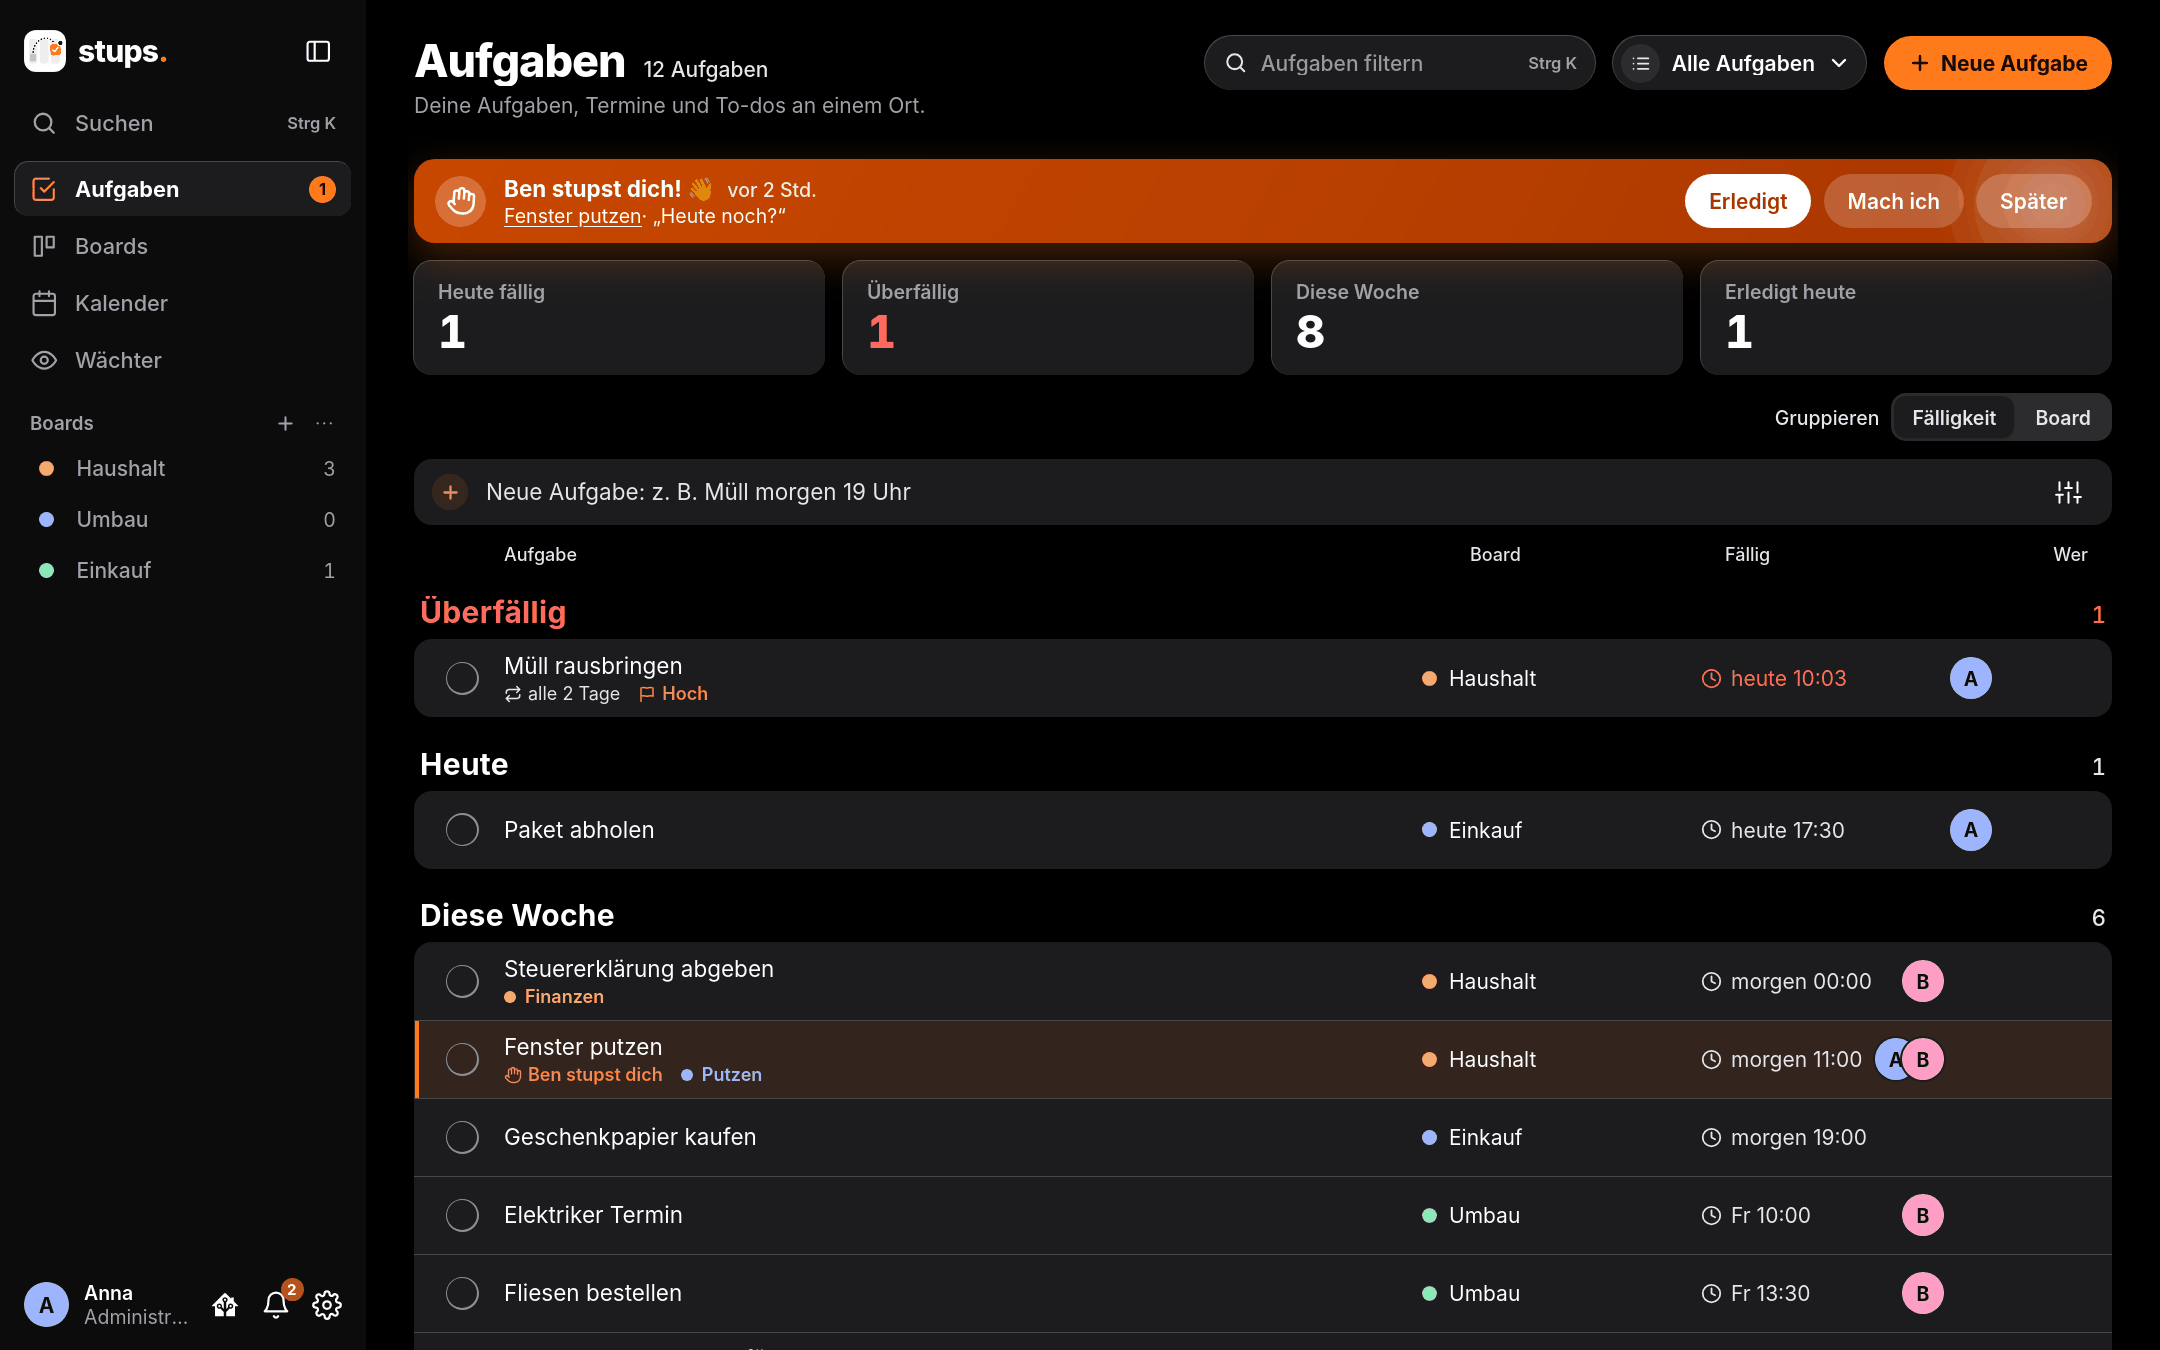 stups.
Suchen Strg K
Aufgaben 1
Boards
Kalender
Wächter
Boards
Haushalt 3
Umbau 0
Einkauf 1
A Anna
Administr...
2
Aufgaben 12 Aufgaben
Deine Aufgaben, Termine und To-dos an einem Ort.
Aufgaben filtern Strg K
Alle Aufgaben
Neue Aufgabe
Ben stupst dich! 👋 vor 2 Std.
Fenster putzen· „Heute noch?“
Erledigt Mach ich Später
Heute fällig
1
Überfällig
1
Diese Woche
8
Erledigt heute
1
Gruppieren Fälligkeit Board
Neue Aufgabe: z. B. Müll morgen 19 Uhr
Aufgabe Board Fällig Wer
Überfällig 1
Müll rausbringen
alle 2 Tage Hoch
Haushalt heute 10:03 A
Heute 1
Paket abholen Einkauf heute 17:30 A
Diese Woche 6
Steuererklärung abgeben
Finanzen
Haushalt morgen 00:00 B
Fenster putzen
Ben stupst dich Putzen
Haushalt morgen 11:00 A B
Geschenkpapier kaufen Einkauf morgen 19:00
Elektriker Termin Umbau Fr 10:00 B
Fliesen bestellen Umbau Fr 13:30 B